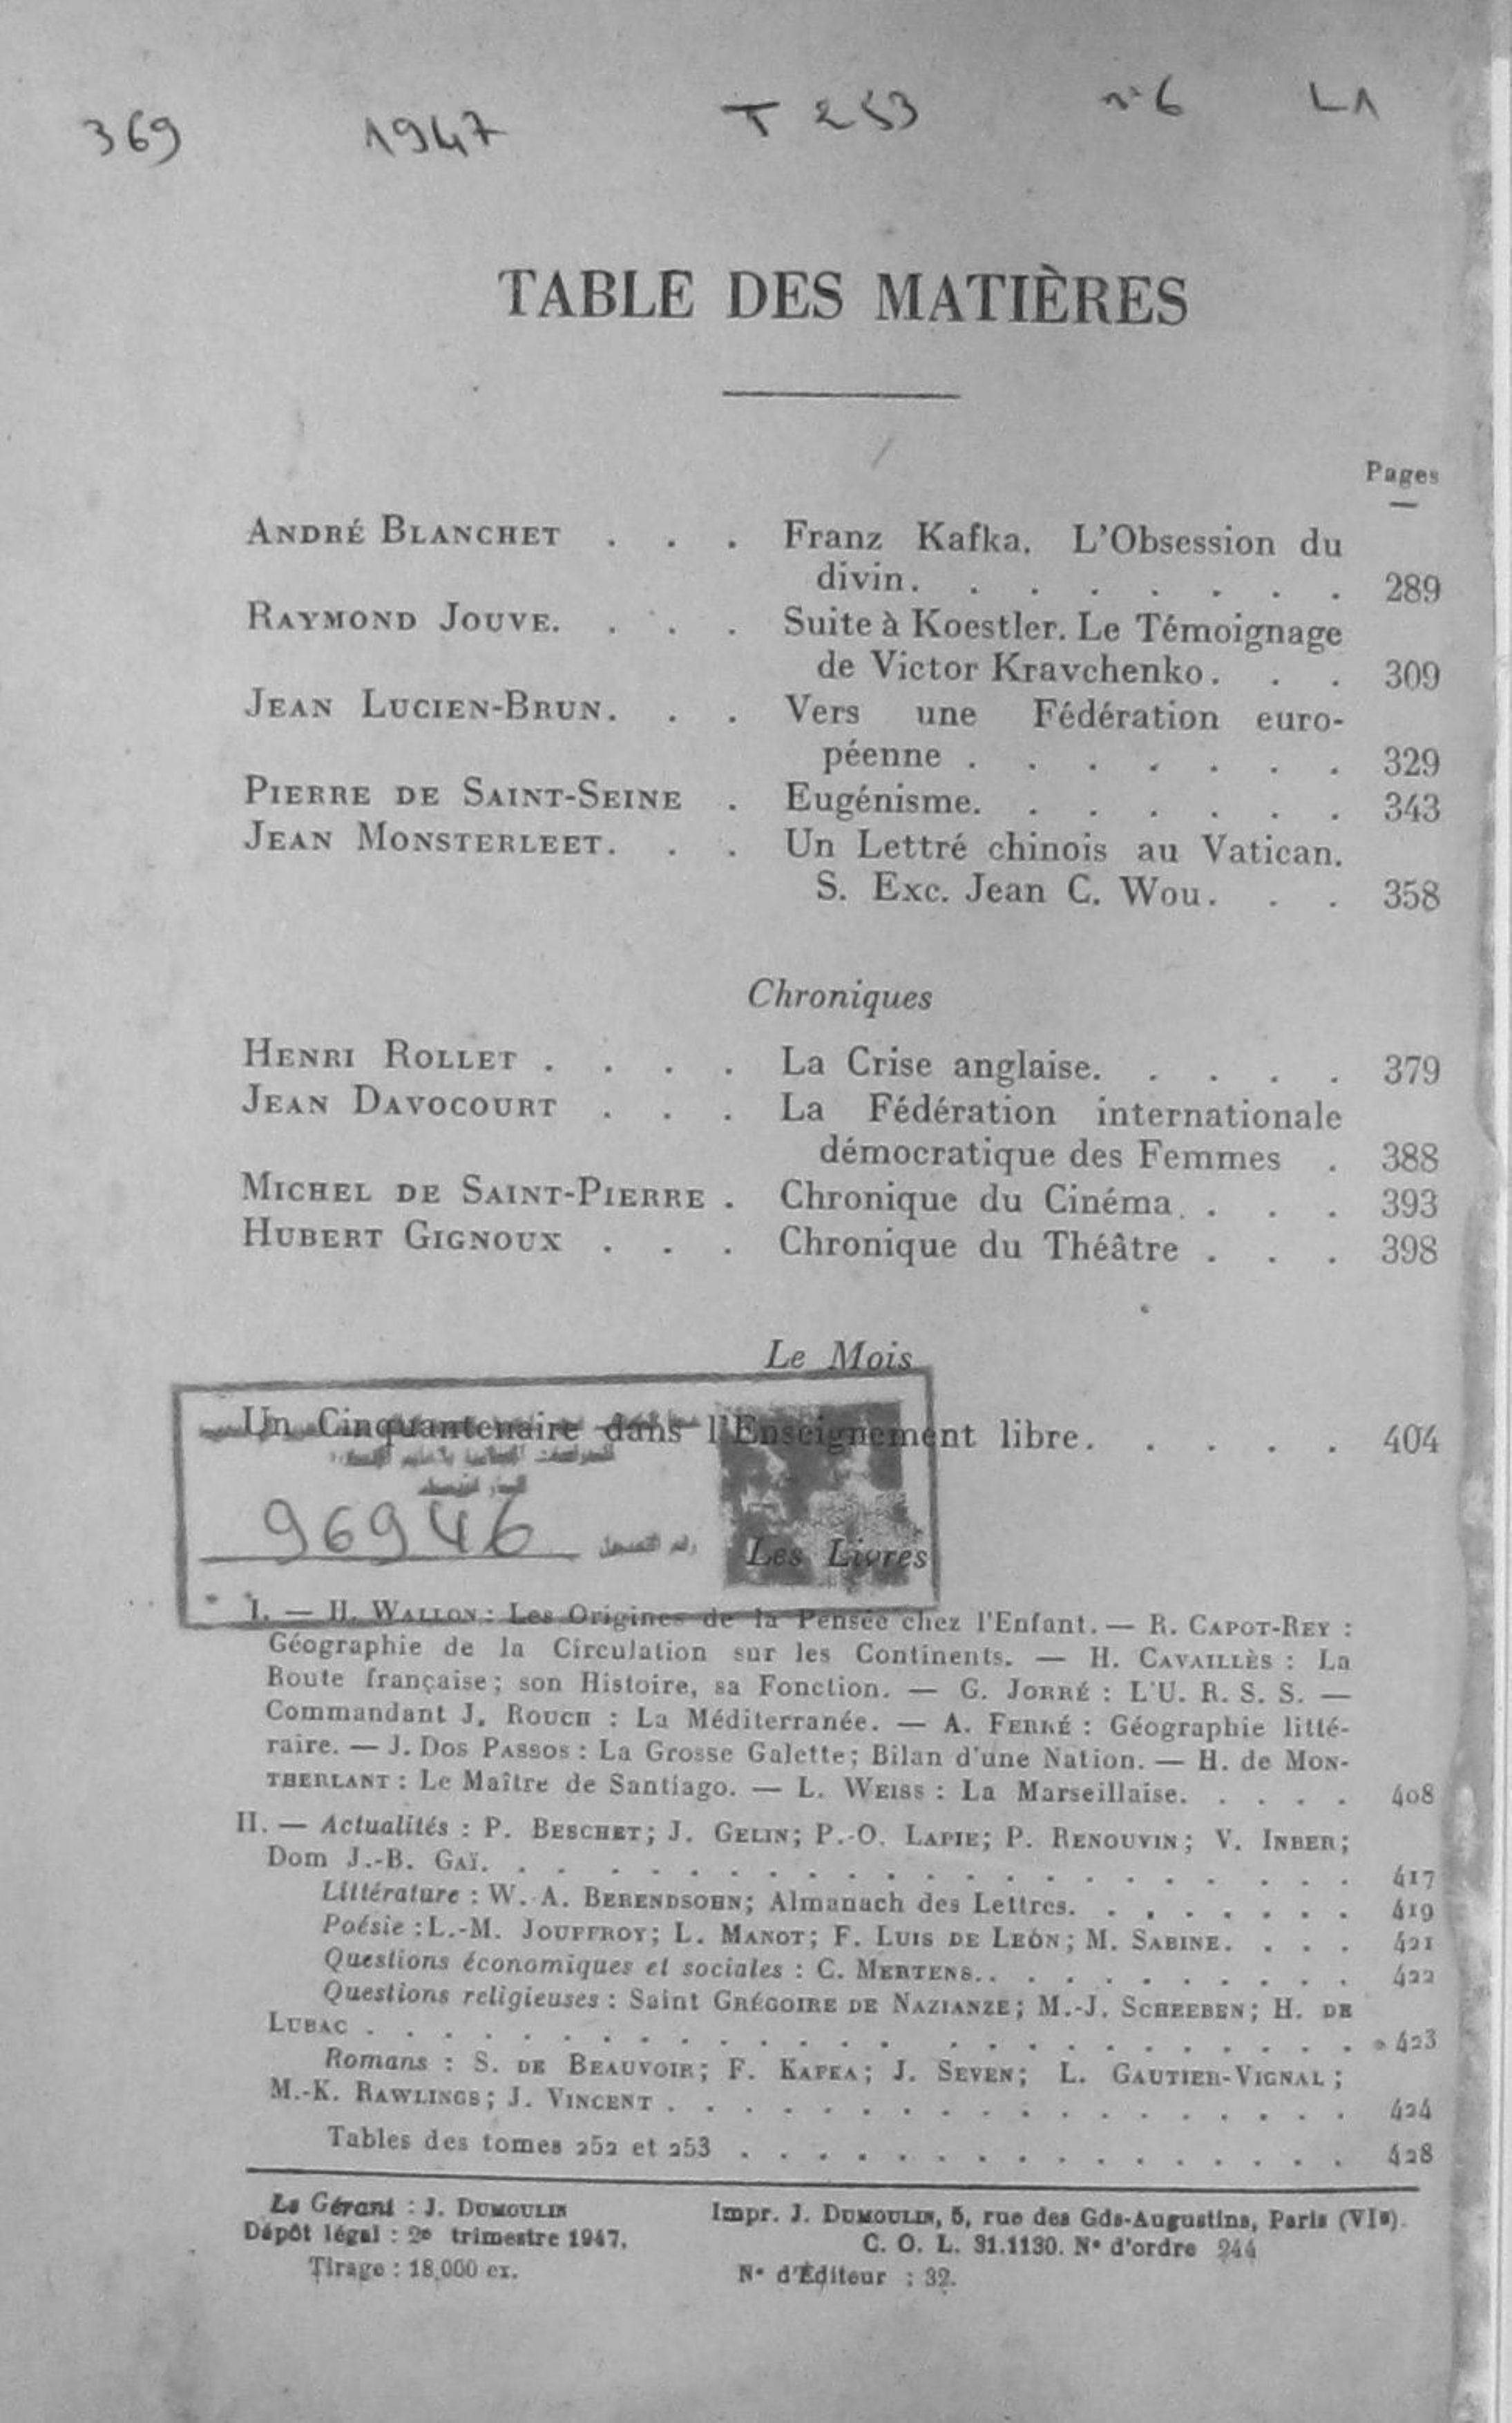 369 1947 T 253 n°6 L1
TABLE DES MATIÈRES
Pages
ANDRÉ BLANCHET . . . Franz Kafka. L'Obsession du
divin. . . . . . . . 289
RAYMOND JOUVE. . . . Suite à Koestler. Le Témoignage
de Victor Kravchenko. . . 309
JEAN LUCIEN-BRUN. . . Vers une Fédération euro-
péenne . . . . . . . 329
PIERRE DE SAINT-SEINE . Eugénisme. . . . . . . 343
JEAN MONSTERLEET. . . Un Lettré chinois au Vatican.
S. Exc. Jean C. Wou. . . 358
Chroniques
HENRI ROLLET . . . . La Crise anglaise. . . . . 379
JEAN DAVOCOURT . . . La Fédération internationale
démocratique des Femmes . 388
MICHEL DE SAINT-PIERRE . Chronique du Cinéma. . . . 393
HUBERT GIGNOUX . . . Chronique du Théâtre . . . 398
Le Mois
Un Cinquantenaire dans l'Enseignement libre. . . . . 404
96946
Les Livres
I. — H. WALLON : Les Origines de la Pensée chez l'Enfant. — R. CAPOT-REY :
Géographie de la Circulation sur les Continents. — H. CAVAILLÈS : La
Route française; son Histoire, sa Fonction. — G. JORRÉ : L'U. R. S. S. —
Commandant J. ROUCH : La Méditerranée. — A. FERRÉ : Géographie litté-
raire. — J. DOS PASSOS : La Grosse Galette; Bilan d'une Nation. — H. de MON-
THERLANT : Le Maître de Santiago. — L. WEISS : La Marseillaise. . . . . 408
II. — Actualités : P. BESCHET; J. GELIN; P.-O. LAPIE; P. RENOUVIN; V. INBER;
Dom J.-B. GAÏ. . . . . . . . . . . . . . . . . . . 417
Littérature : W. A. BERENDSOHN; Almanach des Lettres. . . . . . . . 419
Poésie : L.-M. JOUFFROY; L. MANOT; F. LUIS DE LEÓN; M. SABINE. . . . 421
Questions économiques et sociales : C. MERTENS. . . . . . . . . . . 422
Questions religieuses : Saint GRÉGOIRE DE NAZIANZE; M.-J. SCHEEBEN; H. DE
LUBAC . . . . . . . . . . . . . . . . . . . . . 423
Romans : S. DE BEAUVOIR; F. KAFKA; J. SEVEN; L. GAUTIER-VIGNAL;
M.-K. RAWLINGS; J. VINCENT . . . . . . . . . . . . . . . . 424
Tables des tomes 252 et 253 . . . . . . . . . . . . . . . . 428
Le Gérant : J. DUMOULIN Impr. J. DUMOULIN, 5, rue des Gds-Augustins, Paris (VIe).
Dépôt légal : 2e trimestre 1947. C. O. L. 31.1130. N° d'ordre 244
Tirage : 18.000 ex. N° d'Éditeur : 32.